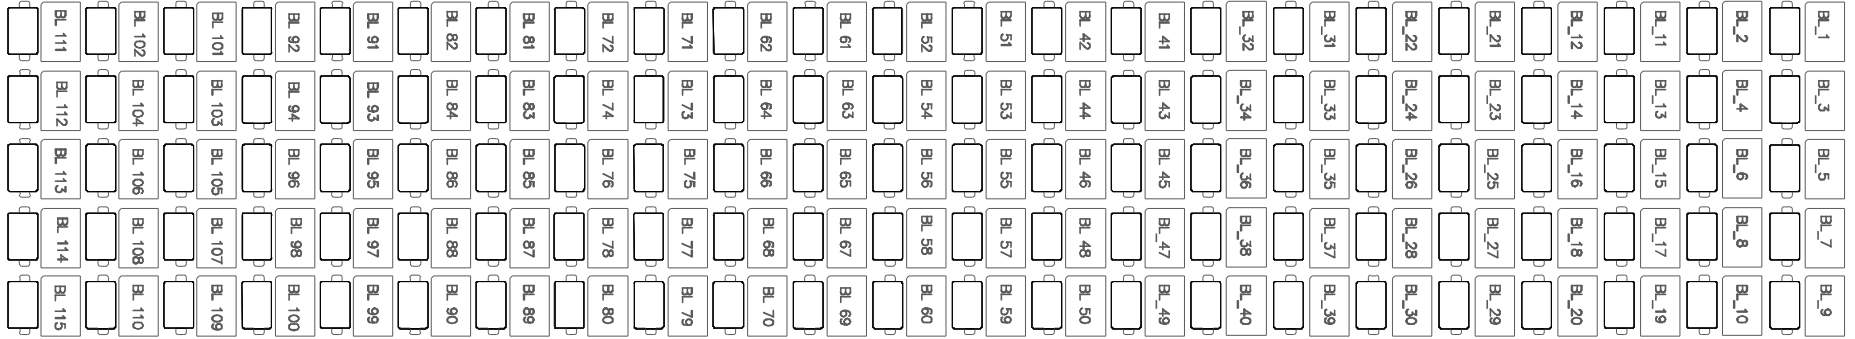 BL 111
BL 102
BL 101
BL 92
BL 91
BL 82
BL 81
BL 72
BL 71
BL 62
BL 61
BL 52
BL 51
BL 42
BL 41
BL_32
BL_31
BL_22
BL_21
BL_12
BL_11
BL_2
BL_1
BL 112
BL 104
BL 103
BL 94
BL 93
BL 84
BL 83
BL 74
BL 73
BL 64
BL 63
BL 54
BL 53
BL 44
BL 43
BL_34
BL_33
BL_24
BL_23
BL_14
BL_13
BL_4
BL_3
BL 113
BL 106
BL 105
BL 96
BL 95
BL 86
BL 85
BL 76
BL 75
BL 66
BL 65
BL 56
BL 55
BL 46
BL 45
BL_36
BL_35
BL_26
BL_25
BL_16
BL_15
BL_6
BL_5
BL 114
BL 108
BL 107
BL 98
BL 97
BL 88
BL 87
BL 78
BL 77
BL 68
BL 67
BL 58
BL 57
BL 48
BL_47
BL_38
BL_37
BL_28
BL_27
BL_18
BL_17
BL_8
BL_7
BL 115
BL 110
BL 109
BL 100
BL 99
BL 90
BL 89
BL 80
BL 79
BL 70
BL 69
BL 60
BL 59
BL 50
BL_49
BL_40
BL_39
BL_30
BL_29
BL_20
BL_19
BL_10
BL_9